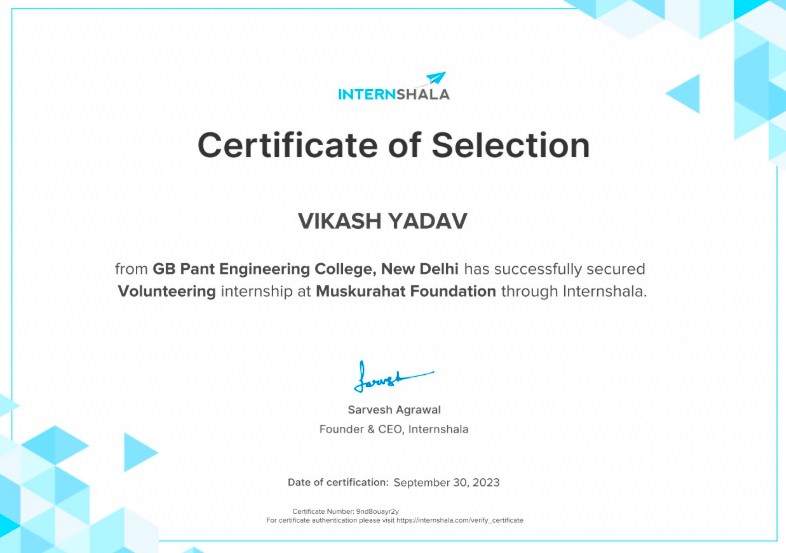 INTERNSHALA
Certificate of Selection
VIKASH YADAV
from GB Pant Engineering College, New Delhi has successfully secured
Volunteering internship at Muskurahat Foundation through Internshala.
Sarvesh
Sarvesh Agrawal
Founder & CEO, Internshala
Date of certification: September 30, 2023
Certificate Number: 9nd8ouayr2y
For certificate authentication please visit https://internshala.com/verify_certificate